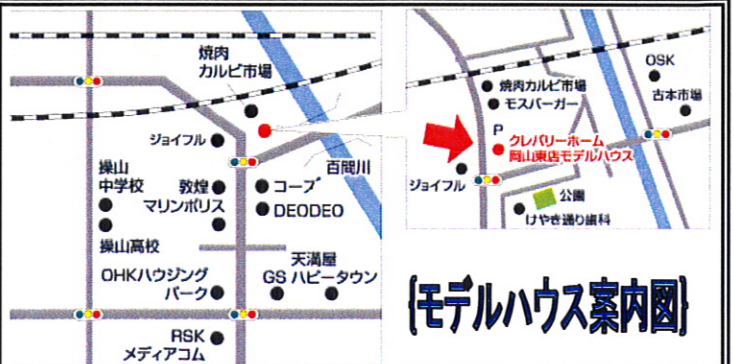 焼肉
カルビ市場
ジョイフル
百間川
操山
中学校
敦煌
コープ
マリンポリス
DEODEO
操山高校
天満屋
OHKハウジング
パーク
GS
ハピータウン
RSK
メディアコム
OSK
焼肉カルビ市場
モスバーガー
古本市場
P
クレバリーホーム
岡山東店モデルハウス
ジョイフル
公園
けやき通り歯科
{モデルハウス案内図}